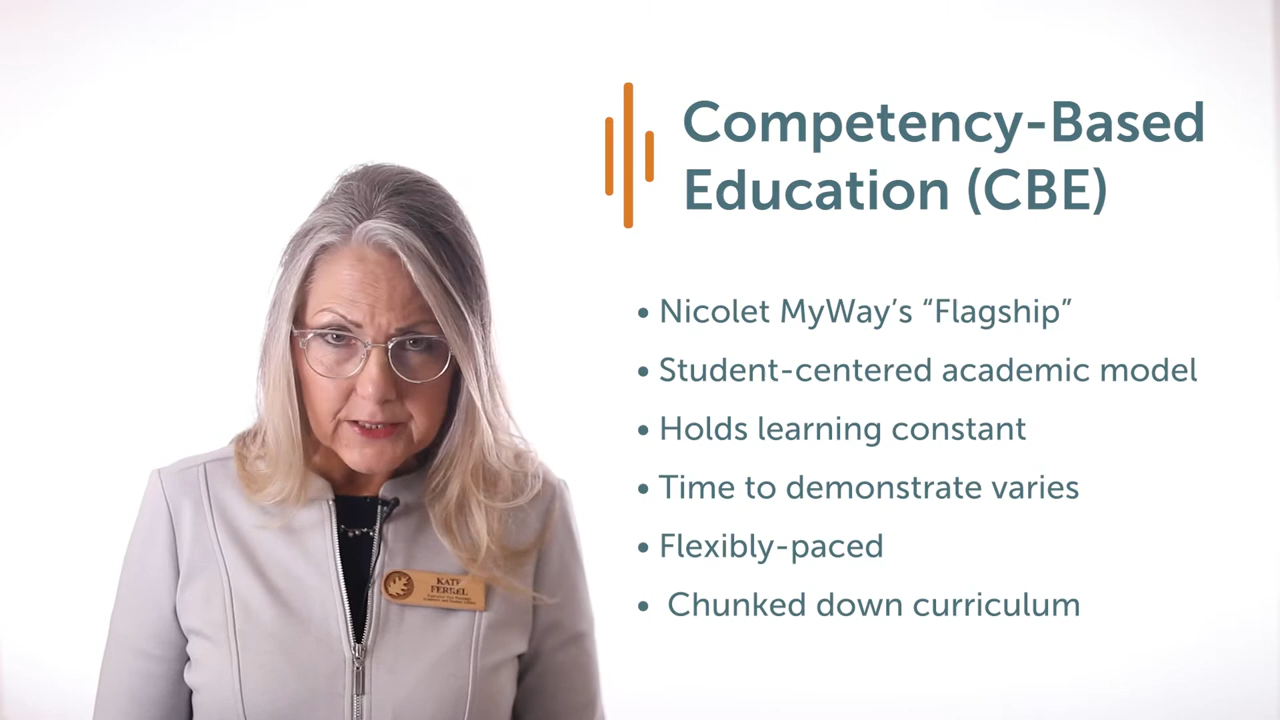 Competency-Based
Education (CBE)
• Nicolet MyWay’s “Flagship”
• Student-centered academic model
• Holds learning constant
• Time to demonstrate varies
• Flexibly-paced
• Chunked down curriculum
KATE
FERREL